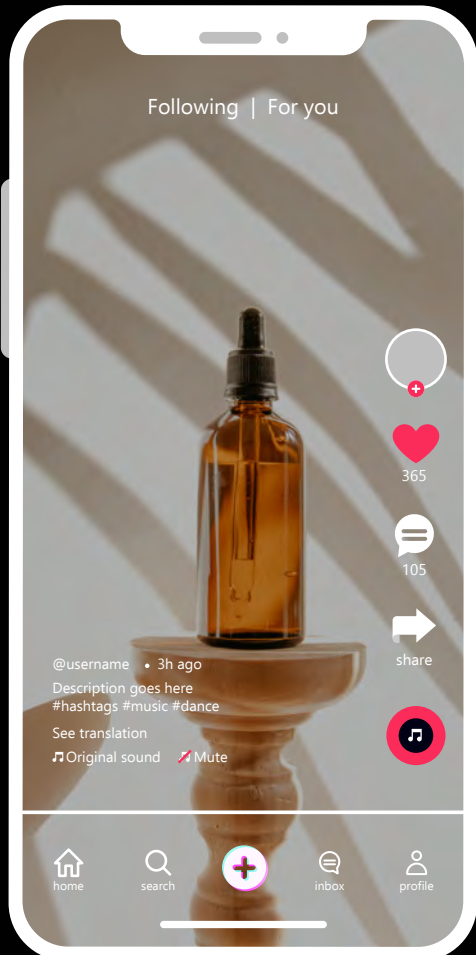 Following | For you
365
105
share
@username • 3h ago
Description goes here
#hashtags #music #dance
See translation
Original sound Mute
home search inbox profile